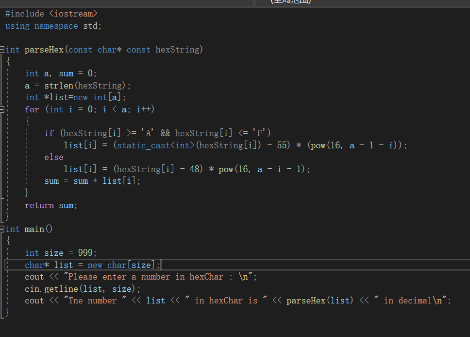 #include <iostream>
using namespace std;
int parseHex(const char* const hexString)
{
int a, sum = 0;
a = strlen(hexString);
int *list=new int[a];
for (int i = 0; i < a; i++)
{
if (hexString[i] >= 'A' && hexString[i] <= 'F')
list[i] = (static_cast<int>(hexString[i]) - 55) * (pow(16, a - 1 - i));
else
list[i] = (hexString[i] - 48) * pow(16, a - i - 1);
sum = sum + list[i];
}
return sum;
}
int main()
{
int size = 999;
char* list = new char[size];
cout << "Please enter a number in hexChar : \n";
cin.getline(list, size);
cout << "Tne number " << list << " in hexChar is " << parseHex(list) << " in decimal\n";
}